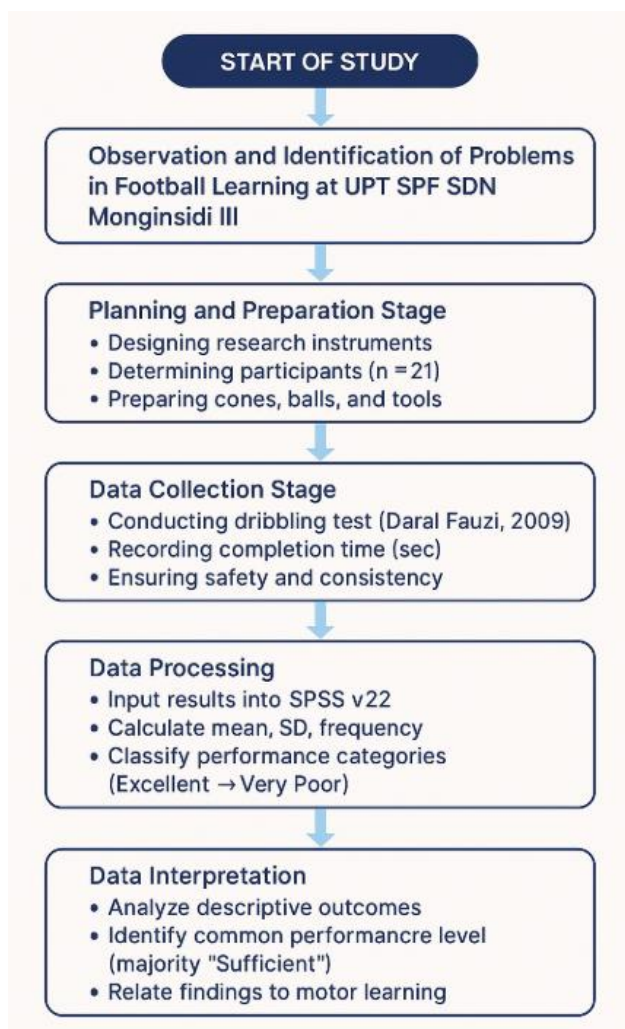 START OF STUDY
Observation and Identification of Problems
in Football Learning at UPT SPF SDN
Monginsidi III
Planning and Preparation Stage
• Designing research instruments
• Determining participants (n = 21)
• Preparing cones, balls, and tools
Data Collection Stage
• Conducting dribbling test (Daral Fauzi, 2009)
• Recording completion time (sec)
• Ensuring safety and consistency
Data Processing
• Input results into SPSS v22
• Calculate mean, SD, frequency
• Classify performance categories
(Excellent → Very Poor)
Data Interpretation
• Analyze descriptive outcomes
• Identify common performancre level
(majority "Sufficient")
• Relate findings to motor learning